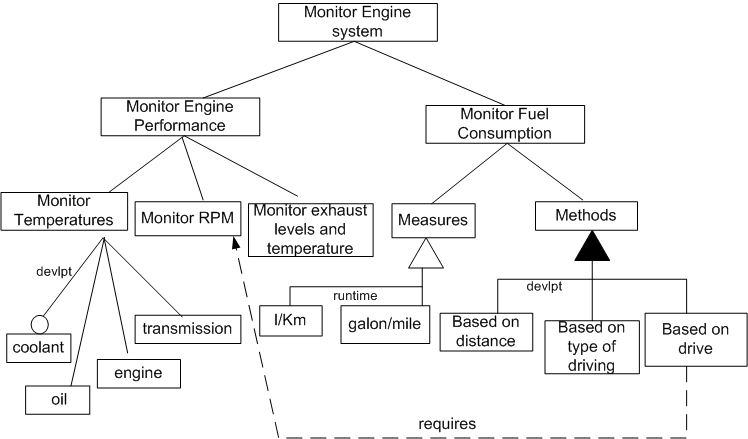 Monitor Engine
system
Monitor Engine
Performance
Monitor Fuel
Consumption
Monitor
Temperatures
Monitor RPM
Monitor exhaust
levels and
temperature
Measures
Methods
devlpt
runtime
devlpt
coolant
oil
engine
transmission
l/Km
galon/mile
Based on
distance
Based on
type of
driving
Based on
drive
requires